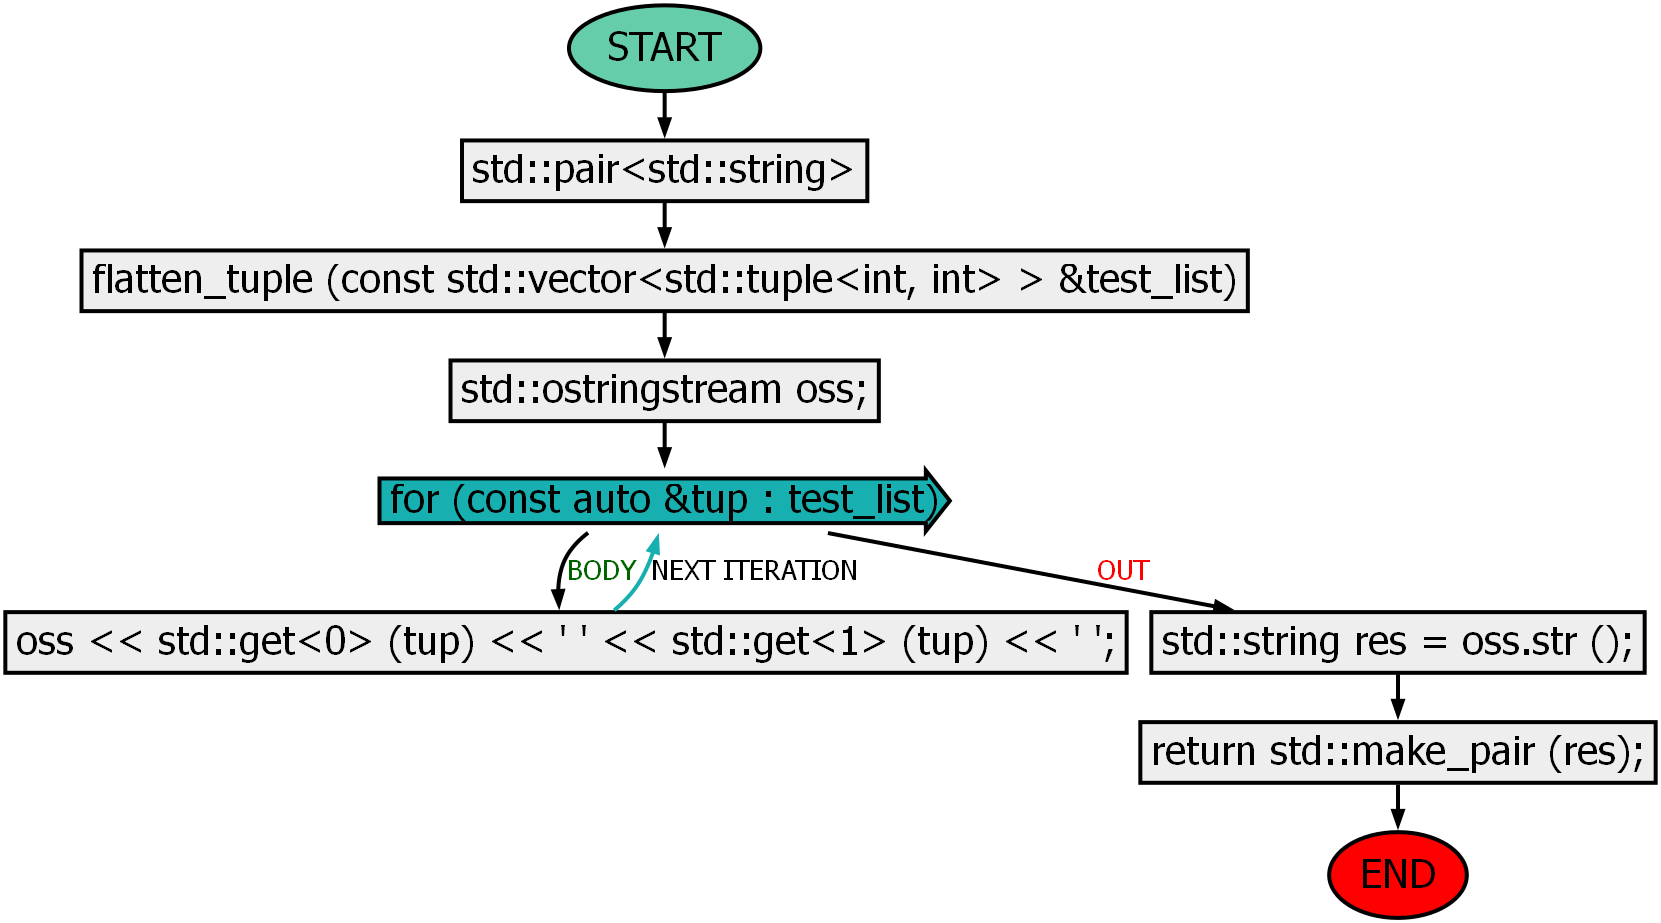 START
std::pair<std::string>
flatten_tuple (const std::vector<std::tuple<int, int> > &test_list)
std::ostringstream oss;
for (const auto &tup : test_list)
BODY
NEXT ITERATION
OUT
oss << std::get<0> (tup) << ' ' << std::get<1> (tup) << ' ';
std::string res = oss.str ();
return std::make_pair (res);
END